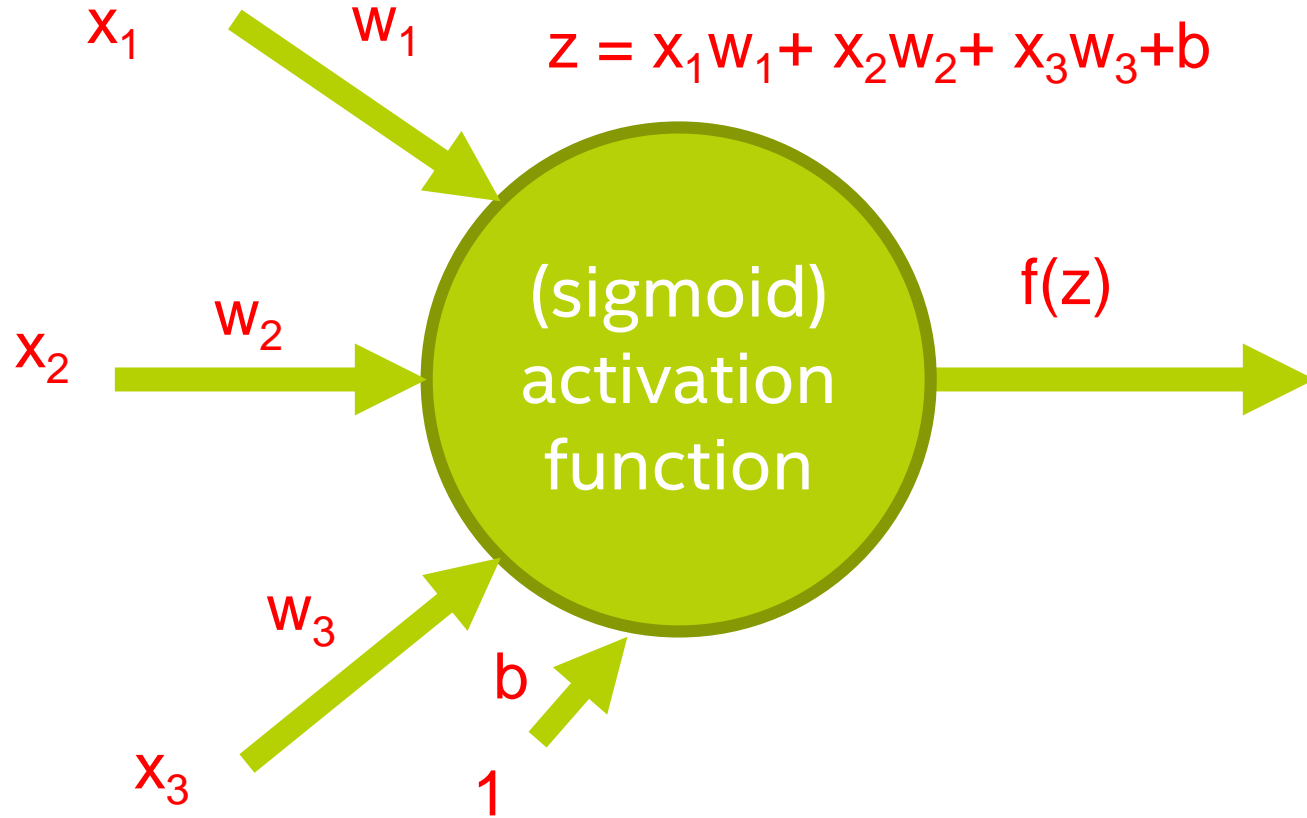 x₁ w₁ z = x₁w₁+ x₂w₂+ x₃w₃+b
(sigmoid)
activation
function
f(z)
x₂ w₂
w₃
b
x₃ 1